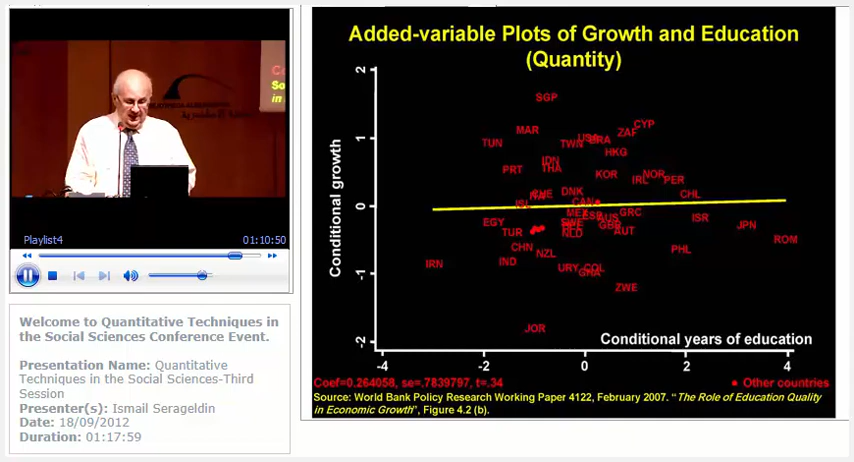 Added-variable Plots of Growth and Education
(Quantity)
Conditional growth
2
1
0
-1
-2
-4
-2
0
2
4
SGP
MAR
TUN
TWN
BRA
ZAF
CYP
HKG
IDN
THA
PRT
KOR
NOR
IRL
PER
CHL
DNK
CHE
ISL
CAN
MEX
ESP
AUS
GRC
ISR
JPN
ROM
EGY
TUR
NLD
GBR
AUT
CHN
NZL
PHL
IRN
IND
URY
COL
GHA
ZWE
JOR
Conditional years of education
Coef=0.264058, se=.7839797, t=.34
Other countries
Source: World Bank Policy Research Working Paper 4122, February 2007. “The Role of Education Quality
in Economic Growth”, Figure 4.2 (b).
Playlist4
01:10:50
Welcome to Quantitative Techniques in
the Social Sciences Conference Event.
Presentation Name: Quantitative
Techniques in the Social Sciences-Third
Session
Presenter(s): Ismail Serageldin
Date: 18/09/2012
Duration: 01:17:59